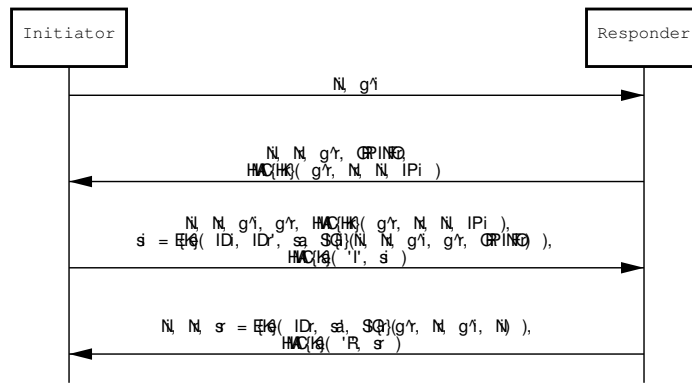 Initiator
Responder
Ni, g^i
Ni, Nr, g^r, GRPINFOr,
HMAC{HKr}( g^r, Nr, Ni, IPi )
Ni, Nr, g^i, g^r, HMAC{HKr}( g^r, Nr, Ni, IPi ),
si = E{Ke}( IDi, IDr', sa, SIG{i}(Ni, Nr, g^i, g^r, GRPINFOr) ),
HMAC{Ka}( 'I', si )
Ni, Nr, sr = E{Ke}( IDr, sa', SIG{r}(g^r, Nr, g^i, Ni) ),
HMAC{Ka}( 'R', sr )